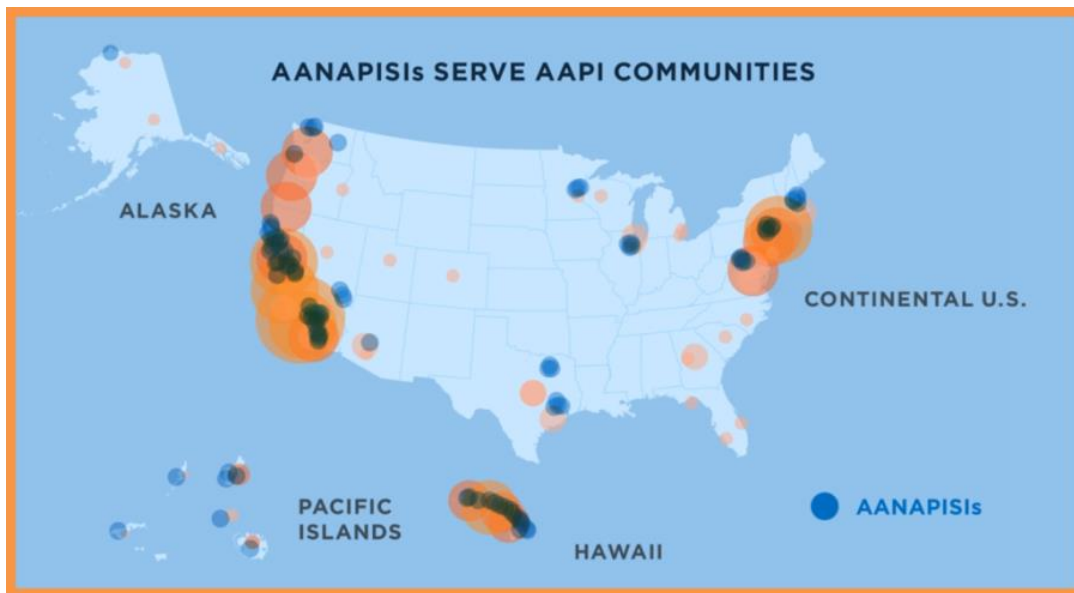 AANAPISIs SERVE AAPI COMMUNITIES
ALASKA
CONTINENTAL U.S.
PACIFIC
ISLANDS
HAWAII
AANAPISIs